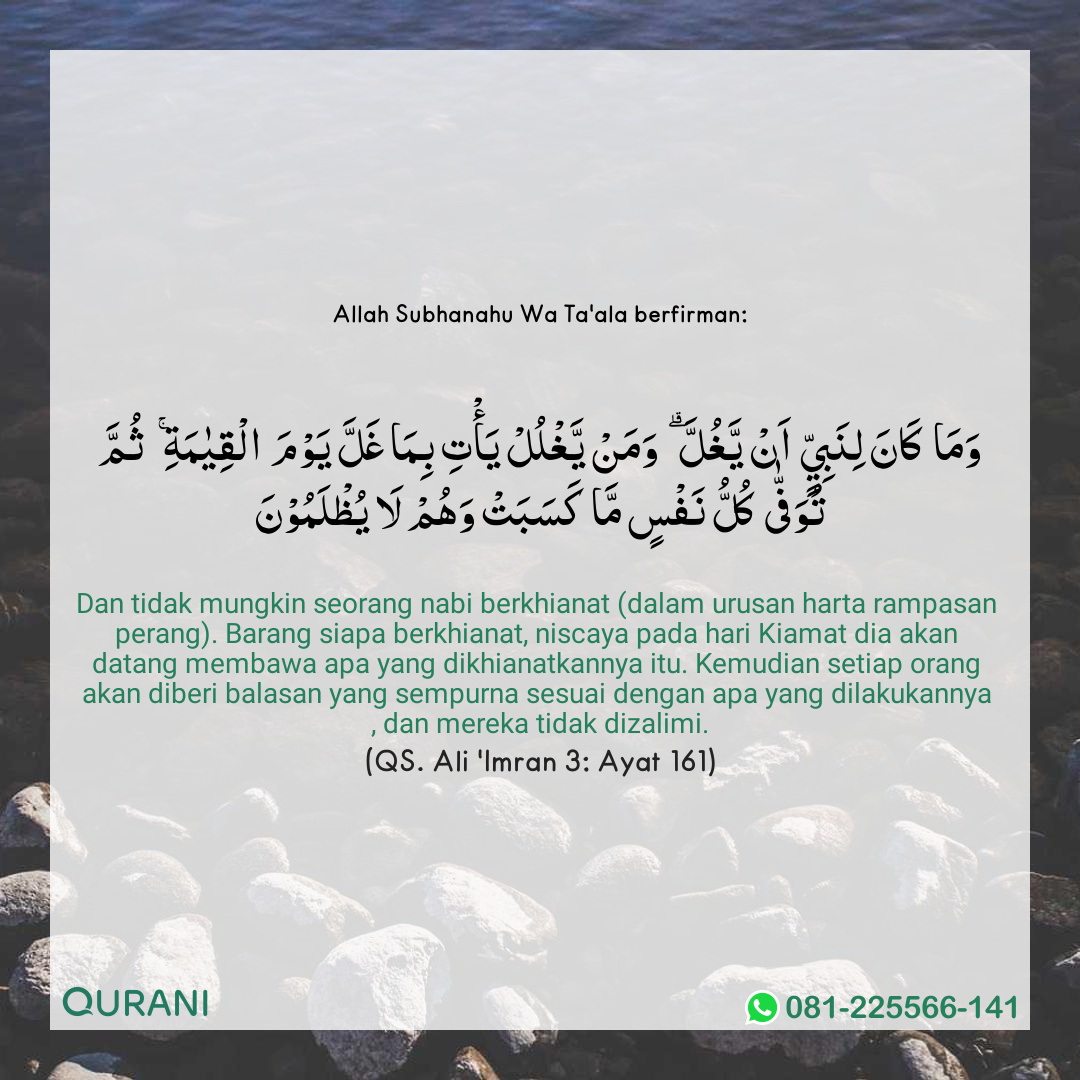 Allah Subhanahu Wa Ta'ala berfirman:
وَمَا كَانَ لِنَبِيٍّ اَنْ يَّغُلَّ ۗ وَمَنْ يَّغْلُلْ يَأْتِ بِمَا غَلَّ يَوْمَ الْقِيٰمَةِ ۚ ثُمَّ
تُوَفّٰى كُلُّ نَفْسٍ مَّا كَسَبَتْ وَهُمْ لَا يُظْلَمُوْنَ
Dan tidak mungkin seorang nabi berkhianat (dalam urusan harta rampasan
perang). Barang siapa berkhianat, niscaya pada hari Kiamat dia akan
datang membawa apa yang dikhianatkannya itu. Kemudian setiap orang
akan diberi balasan yang sempurna sesuai dengan apa yang dilakukannya
, dan mereka tidak dizalimi.
(QS. Ali 'Imran 3: Ayat 161)
QURANI
081-225566-141